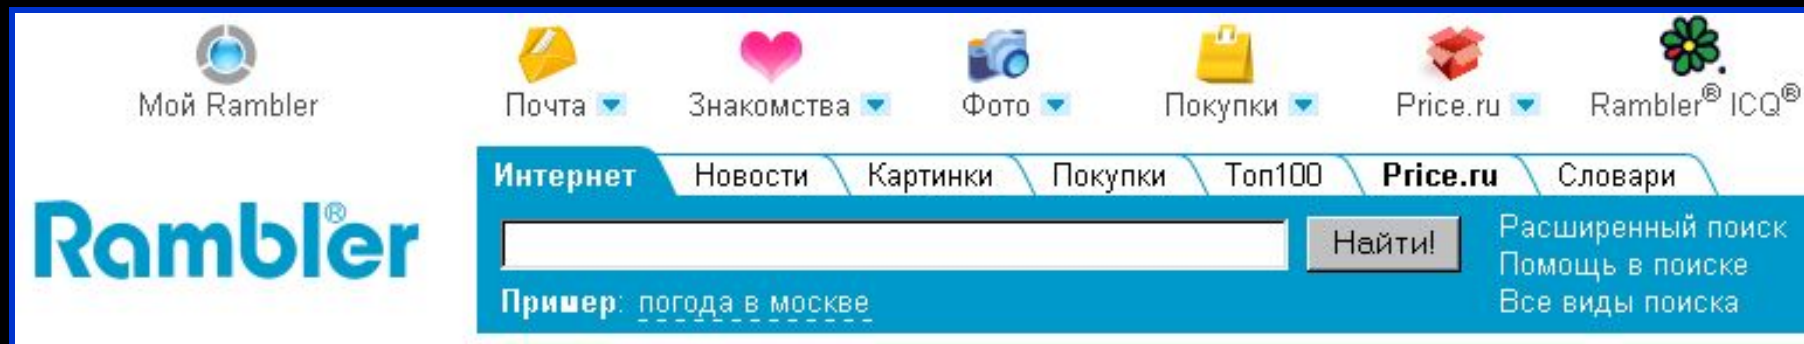 Мой Rambler Почта Знакомства Фото Покупки Price.ru Rambler® ICQ®
Интернет Новости Картинки Покупки Топ100 Price.ru Словари
Rambler®
Найти!
Расширенный поиск
Помощь в поиске
Все виды поиска
Пример: погода в москве